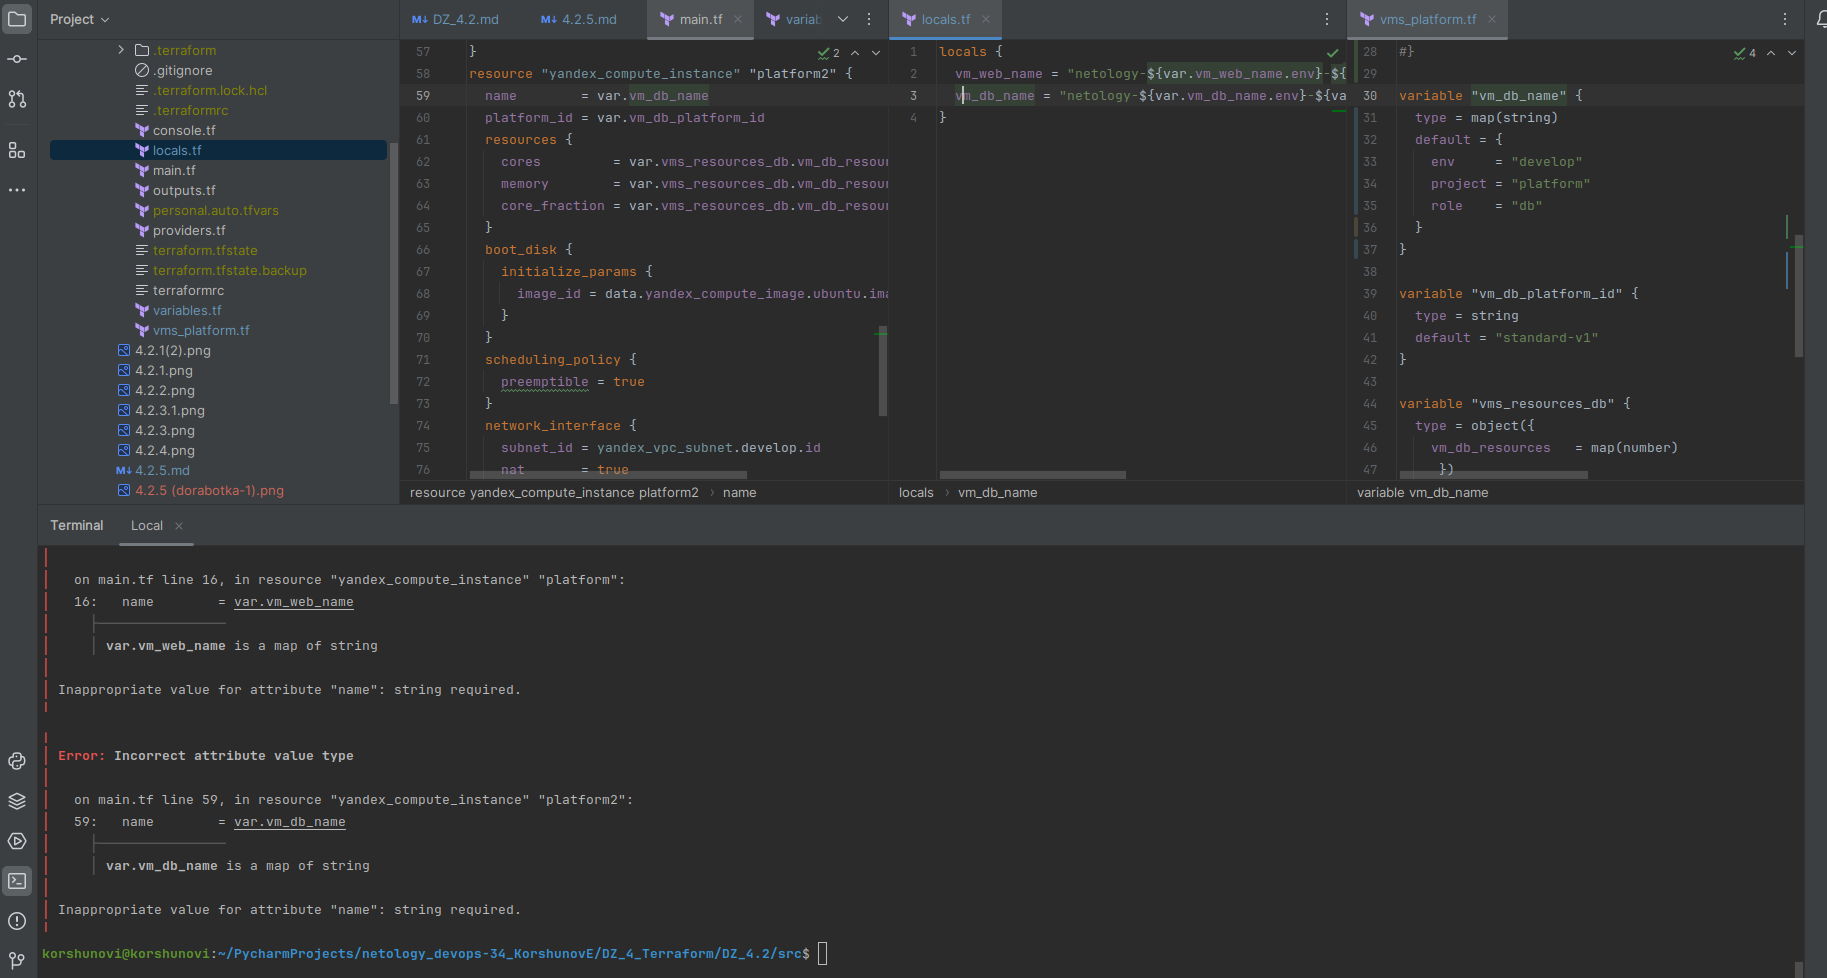 Project
DZ_4.2.md
4.2.5.md
main.tf
variab
locals.tf
vms_platform.tf
.terraform
.gitignore
.terraform.lock.hcl
.terraformrc
console.tf
locals.tf
main.tf
outputs.tf
personal.auto.tfvars
providers.tf
terraform.tfstate
terraform.tfstate.backup
terraformrc
variables.tf
vms_platform.tf
4.2.1(2).png
4.2.1.png
4.2.2.png
4.2.3.1.png
4.2.3.png
4.2.4.png
4.2.5.md
4.2.5 (dorabotka-1).png
2
57 }
58 resource "yandex_compute_instance" "platform2" {
59 name = var.vm_db_name
60 platform_id = var.vm_db_platform_id
61 resources {
62 cores = var.vms_resources_db.vm_db_resour
63 memory = var.vms_resources_db.vm_db_resour
64 core_fraction = var.vms_resources_db.vm_db_resour
65 }
66 boot_disk {
67 initialize_params {
68 image_id = data.yandex_compute_image.ubuntu.ima
69 }
70 }
71 scheduling_policy {
72 preemptible = true
73 }
74 network_interface {
75 subnet_id = yandex_vpc_subnet.develop.id
76 nat = true
resource yandex_compute_instance platform2 › name
1 locals {
2 vm_web_name = "netology-${var.vm_web_name.env}-${
3 vm_db_name = "netology-${var.vm_db_name.env}-${va
4 }
locals › vm_db_name
4
28 #}
29
30 variable "vm_db_name" {
31 type = map(string)
32 default = {
33 env = "develop"
34 project = "platform"
35 role = "db"
36 }
37 }
38
39 variable "vm_db_platform_id" {
40 type = string
41 default = "standard-v1"
42 }
43
44 variable "vms_resources_db" {
45 type = object({
46 vm_db_resources = map(number)
47 })
variable vm_db_name
Terminal
Local
on main.tf line 16, in resource "yandex_compute_instance" "platform":
16: name = var.vm_web_name
var.vm_web_name is a map of string
Inappropriate value for attribute "name": string required.
Error: Incorrect attribute value type
on main.tf line 59, in resource "yandex_compute_instance" "platform2":
59: name = var.vm_db_name
var.vm_db_name is a map of string
Inappropriate value for attribute "name": string required.
korshunovi@korshunovi:~/PycharmProjects/netology_devops-34_KorshunovE/DZ_4_Terraform/DZ_4.2/src$